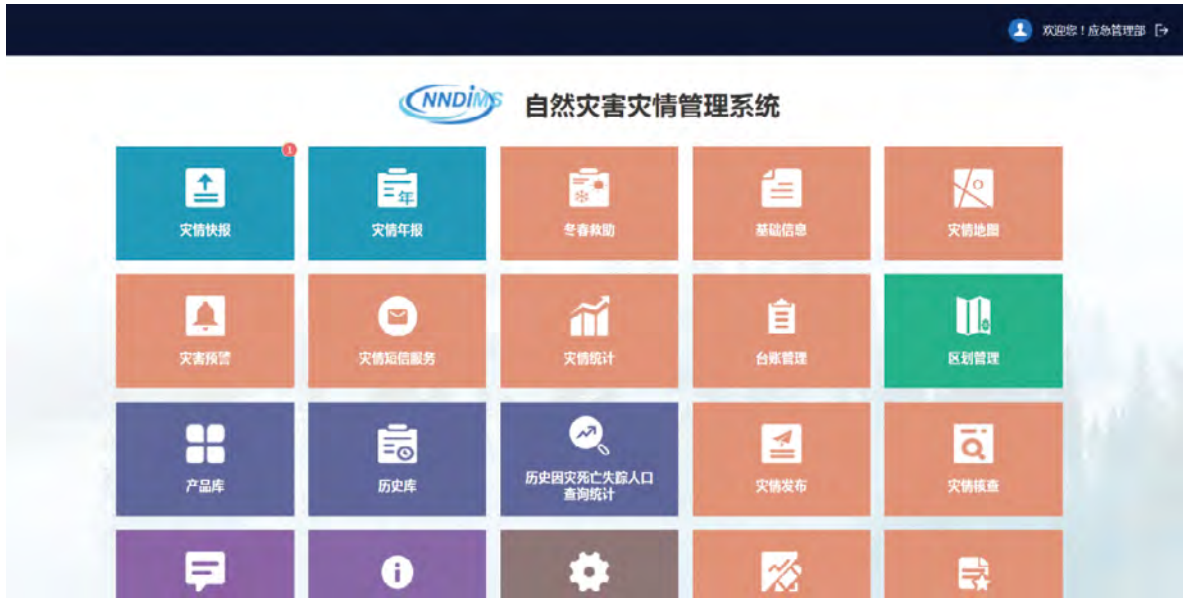 欢迎您！应急管理部
NNDIMS 自然灾害灾情管理系统
1
灾情快报
年
灾情年报
冬春救助
基础信息
灾情地图
灾害预警
灾情短信服务
灾情统计
台账管理
区划管理
产品库
历史库
历史因灾死亡失踪人口
查询统计
灾情发布
灾情核查